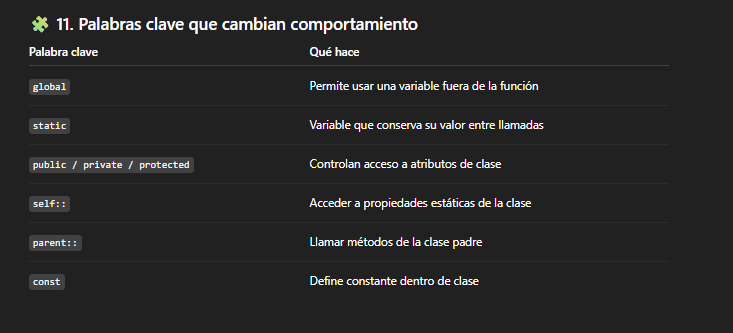 🧩 11. Palabras clave que cambian comportamiento
Palabra clave Qué hace
global Permite usar una variable fuera de la función
static Variable que conserva su valor entre llamadas
public / private / protected Controlan acceso a atributos de clase
self:: Acceder a propiedades estáticas de la clase
parent:: Llamar métodos de la clase padre
const Define constante dentro de clase